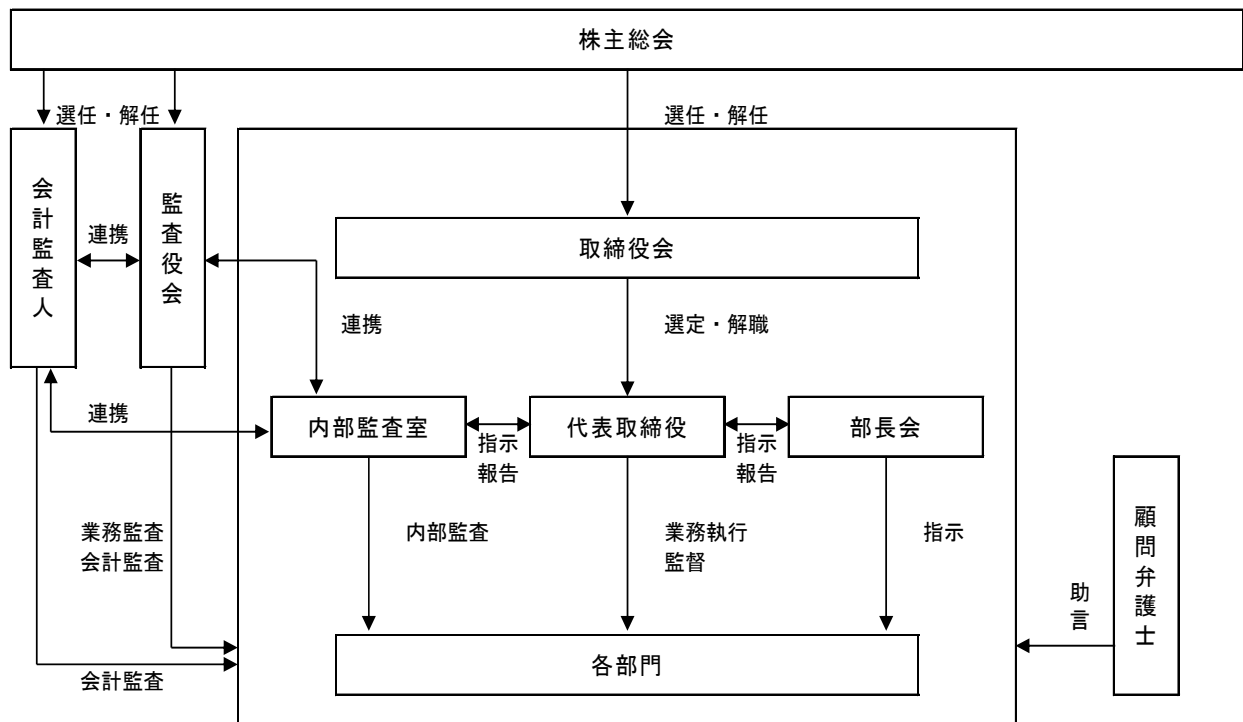 株主総会
選任・解任
選任・解任
会計監査人
監査役会
連携
取締役会
連携
選定・解職
連携
内部監査室
代表取締役
部長会
指示
報告
指示
報告
業務監査
会計監査
内部監査
業務執行
監督
指示
顧問弁護士
助言
各部門
会計監査